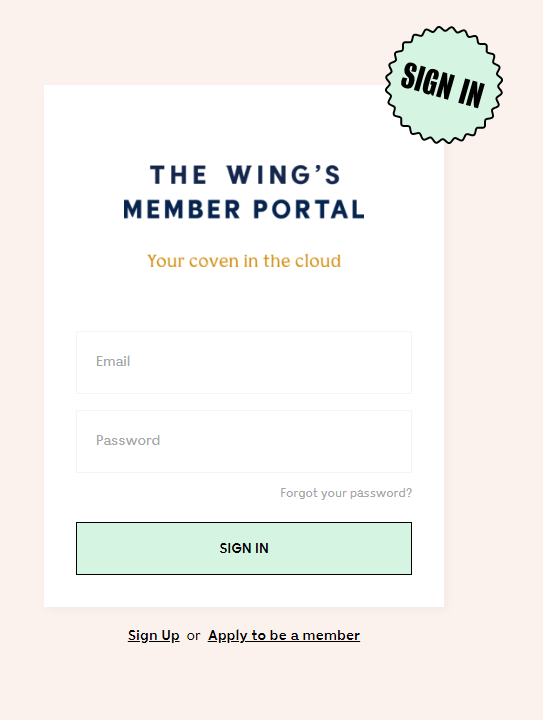 SIGN IN
THE WING’S
MEMBER PORTAL
Your coven in the cloud
Email
Password
Forgot your password?
SIGN IN
Sign Up or Apply to be a member